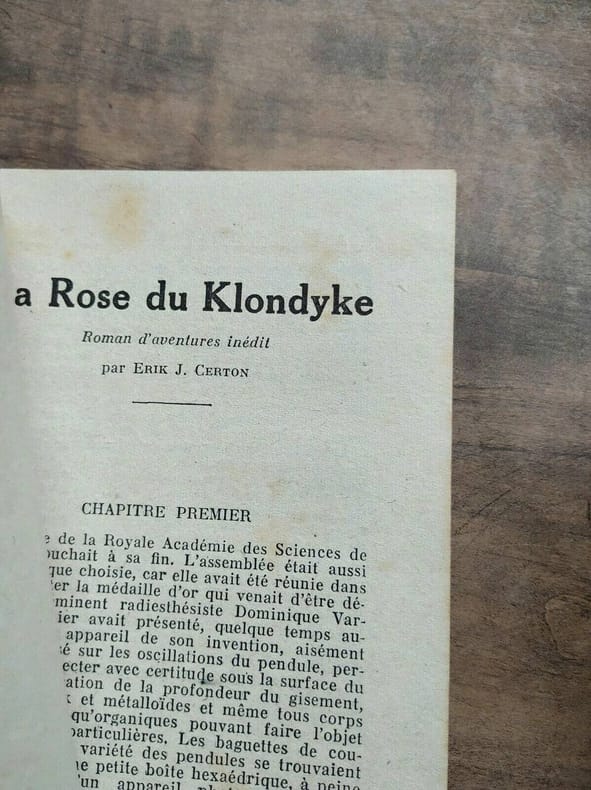 a Rose du Klondyke
Roman d'aventures inédit
par ERIK J. CERTON
CHAPITRE PREMIER
e de la Royale Académie des Sciences de
ouchait à sa fin. L'assemblée était aussi
que choisie, car elle avait été réunie dans
er la médaille d'or qui venait d'être dé-
minent radiesthésiste Dominique Var-
ier avait présenté, quelque temps au-
appareil de son invention, aisément
sé sur les oscillations du pendule, per-
ecter avec certitude sous la surface du
ation de la profondeur du gisement,
x et métalloïdes et même tous corps
qu'organiques pouvant faire l'objet
particulières. Les baguettes de cou-
variété des pendules se trouvaient
ne petite boîte hexaédrique, à peine
'un appareil